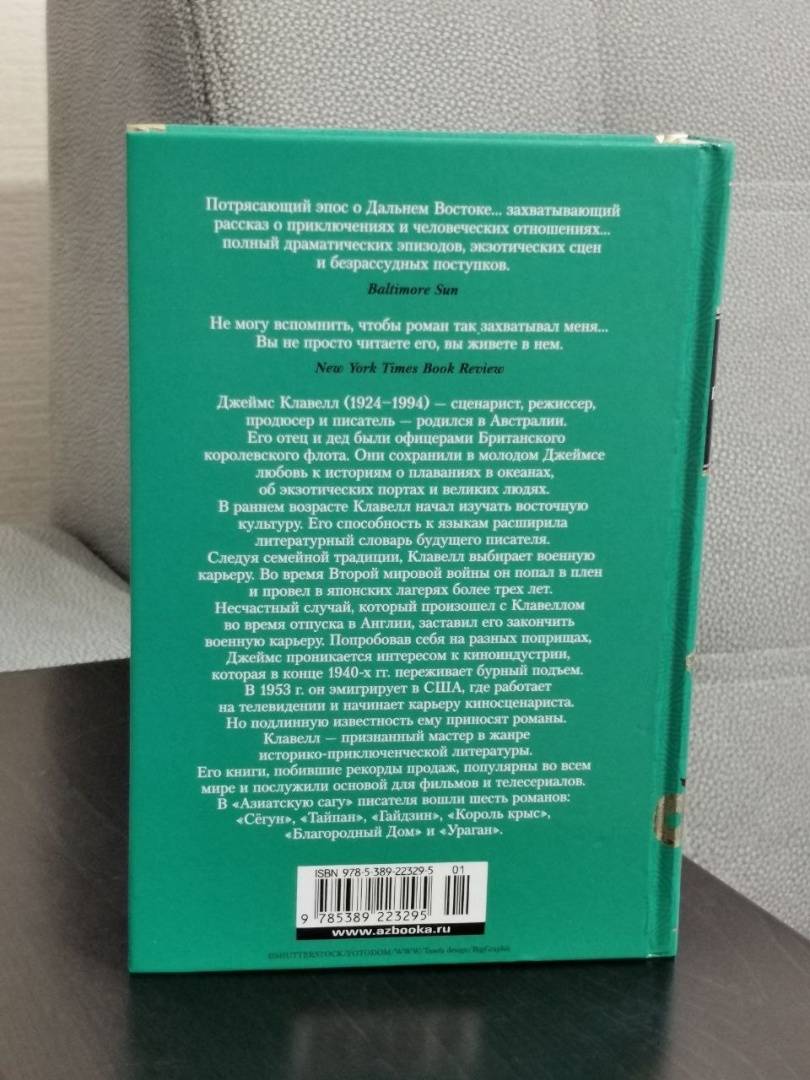 Потрясающий эпос о Дальнем Востоке... захватывающий
рассказ о приключениях и человеческих отношениях...
полный драматических эпизодов, экзотических сцен
и безрассудных поступков.
Baltimore Sun
Не могу вспомнить, чтобы роман так захватывал меня...
Вы не просто читаете его, вы живете в нем.
New York Times Book Review
Джеймс Клавелл (1924–1994) — сценарист, режиссер,
продюсер и писатель — родился в Австралии.
Его отец и дед были офицерами Британского
королевского флота. Они сохранили в молодом Джеймсе
любовь к историям о плаваниях в океанах,
об экзотических портах и великих людях.
В раннем возрасте Клавелл начал изучать восточную
культуру. Его способность к языкам расширила
литературный словарь будущего писателя.
Следуя семейной традиции, Клавелл выбирает военную
карьеру. Во время Второй мировой войны он попал в плен
и провел в японских лагерях более трех лет.
Несчастный случай, который произошел с Клавеллом
во время отпуска в Англии, заставил его закончить
военную карьеру. Попробовав себя на разных поприщах,
Джеймс проникается интересом к киноиндустрии,
которая в конце 1940-х гг. переживает бурный подъем.
В 1953 г. он эмигрирует в США, где работает
на телевидении и начинает карьеру киносценариста.
Но подлинную известность ему приносят романы.
Клавелл — признанный мастер в жанре
историко-приключенческой литературы.
Его книги, побившие рекорды продаж, популярны во всем
мире и послужили основой для фильмов и телесериалов.
В «Азиатскую сагу» писателя вошли шесть романов:
«Сёгун», «Тайпан», «Гайдзин», «Король крыс»,
«Благородный Дом» и «Ураган».
ISBN 978-5-389-22329-5 01
9 785389 223295
www.azbooka.ru
©SHUTTERSTOCK/FOTODOM/WWW/ design/